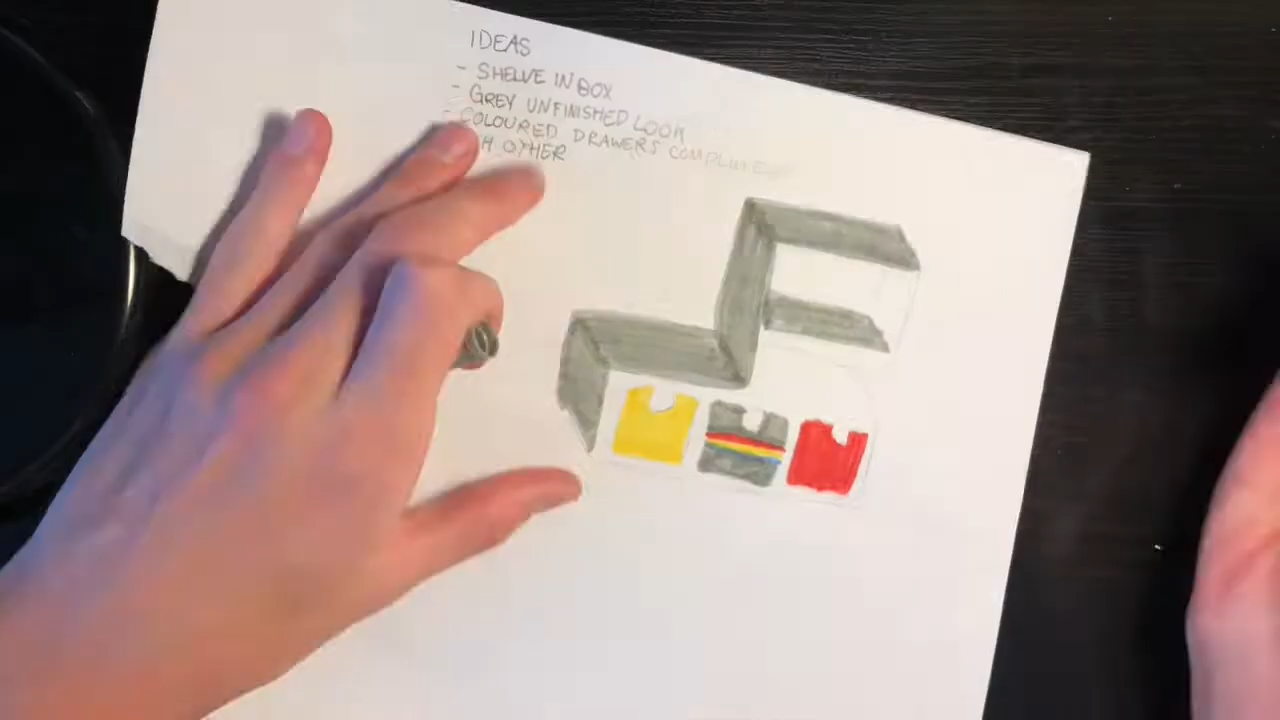 IDEAS
- SHELVE IN BOX
- GREY UNFINISHED LOOK
- COLOURED DRAWERS
H OTHER